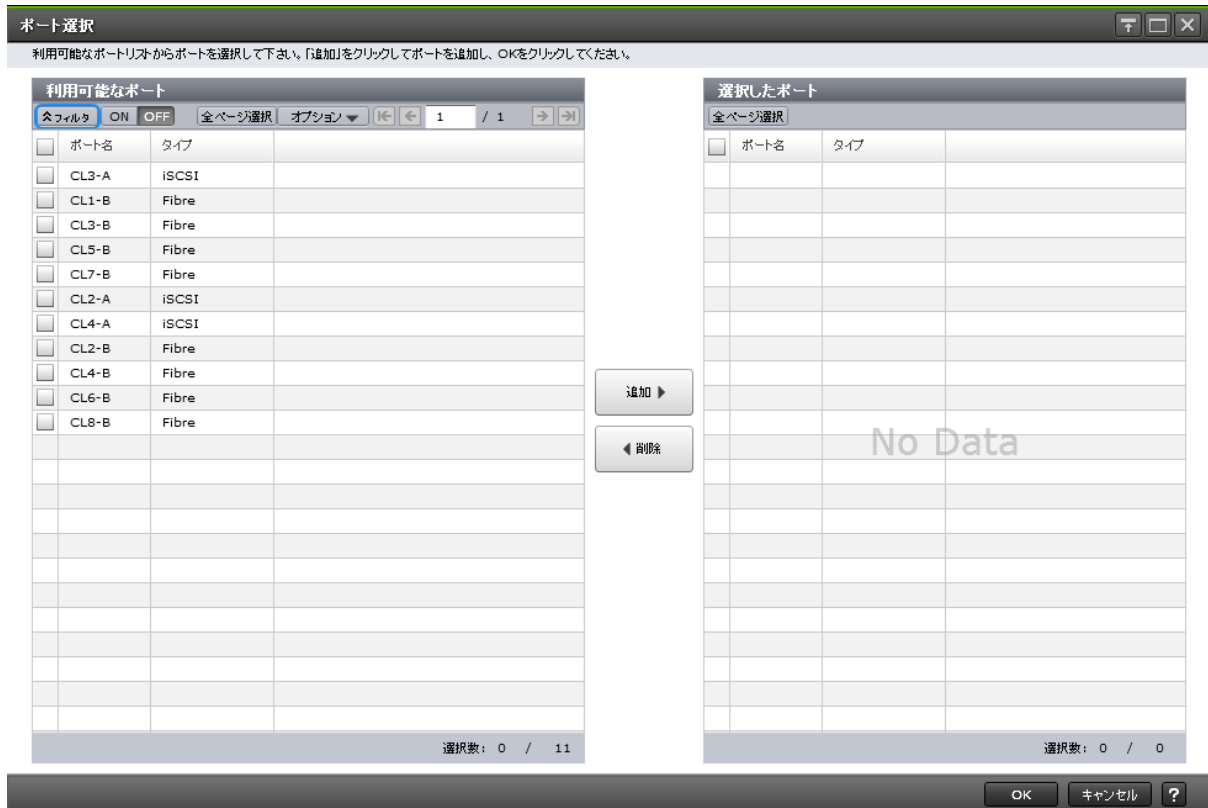 ポート選択
利用可能なポートリストからポートを選択して下さい。「追加」をクリックしてポートを追加し、OKをクリックしてください。
利用可能なポート
フィルタ ON OFF 全ページ選択 オプション 1 / 1
ポート名 タイプ
CL3-A iSCSI
CL1-B Fibre
CL3-B Fibre
CL5-B Fibre
CL7-B Fibre
CL2-A iSCSI
CL4-A iSCSI
CL2-B Fibre
CL4-B Fibre
CL6-B Fibre
CL8-B Fibre
選択数: 0 / 11
追加
削除
選択したポート
全ページ選択
ポート名 タイプ
No Data
選択数: 0 / 0
OK キャンセル ?